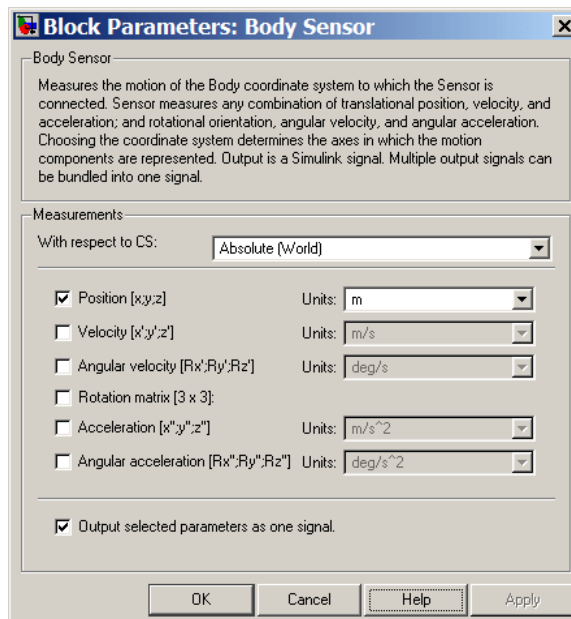 Block Parameters: Body Sensor
Body Sensor
Measures the motion of the Body coordinate system to which the Sensor is
connected. Sensor measures any combination of translational position, velocity, and
acceleration; and rotational orientation, angular velocity, and angular acceleration.
Choosing the coordinate system determines the axes in which the motion
components are represented. Output is a Simulink signal. Multiple output signals can
be bundled into one signal.
Measurements
With respect to CS: Absolute (World)
Position [x;y;z] Units: m
Velocity [x';y';z'] Units: m/s
Angular velocity [Rx';Ry';Rz'] Units: deg/s
Rotation matrix [3 x 3]:
Acceleration [x";y";z"] Units: m/s^2
Angular acceleration [Rx";Ry";Rz"] Units: deg/s^2
Output selected parameters as one signal.
OK Cancel Help Apply